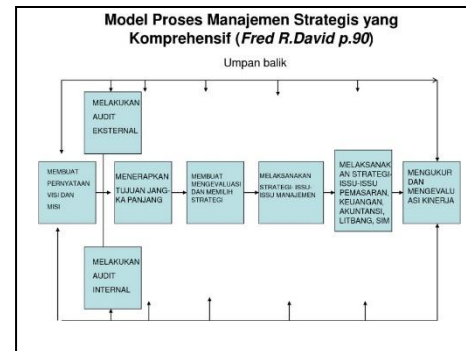 Model Proses Manajemen Strategis yang
Komprehensif (Fred R.David p.90)
Umpan balik
MELAKUKAN
AUDIT
EKSTERNAL
MEMBUAT
PERNYATAAN
VISI DAN
MISI
MENERAPKAN
TUJUAN JANG-
KA PANJANG
MEMBUAT
MENGEVALUASI
DAN MEMILIH
STRATEGI
MELAKSANAKAN
STRATEGI- ISSU-
ISSU MANAJEMEN
MELAKSANAK
AN STRATEGI-
ISSU-ISSU
PEMASARAN,
KEUANGAN,
AKUNTANSI,
LITBANG, SIM
MENGUKUR
DAN
MENGEVALU
ASI KINERJA
MELAKUKAN
AUDIT
INTERNAL